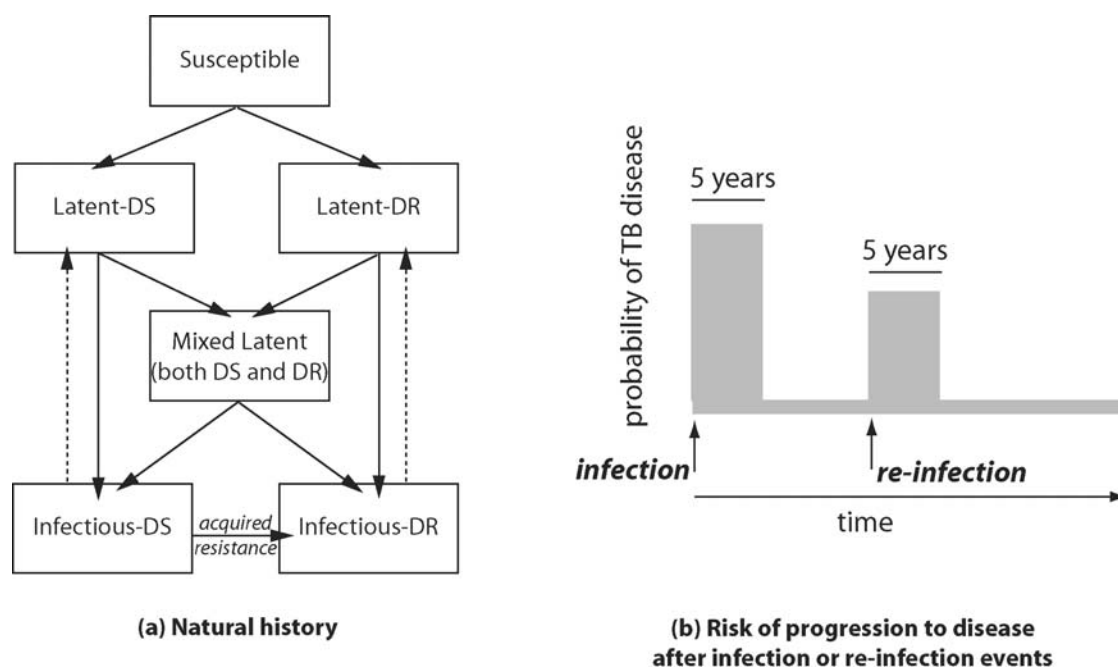 Susceptible
Latent-DS
Latent-DR
Mixed Latent
(both DS and DR)
Infectious-DS
acquired
resistance
Infectious-DR
(a) Natural history
probability of TB disease
5 years
5 years
infection
re-infection
time
(b) Risk of progression to disease
after infection or re-infection events